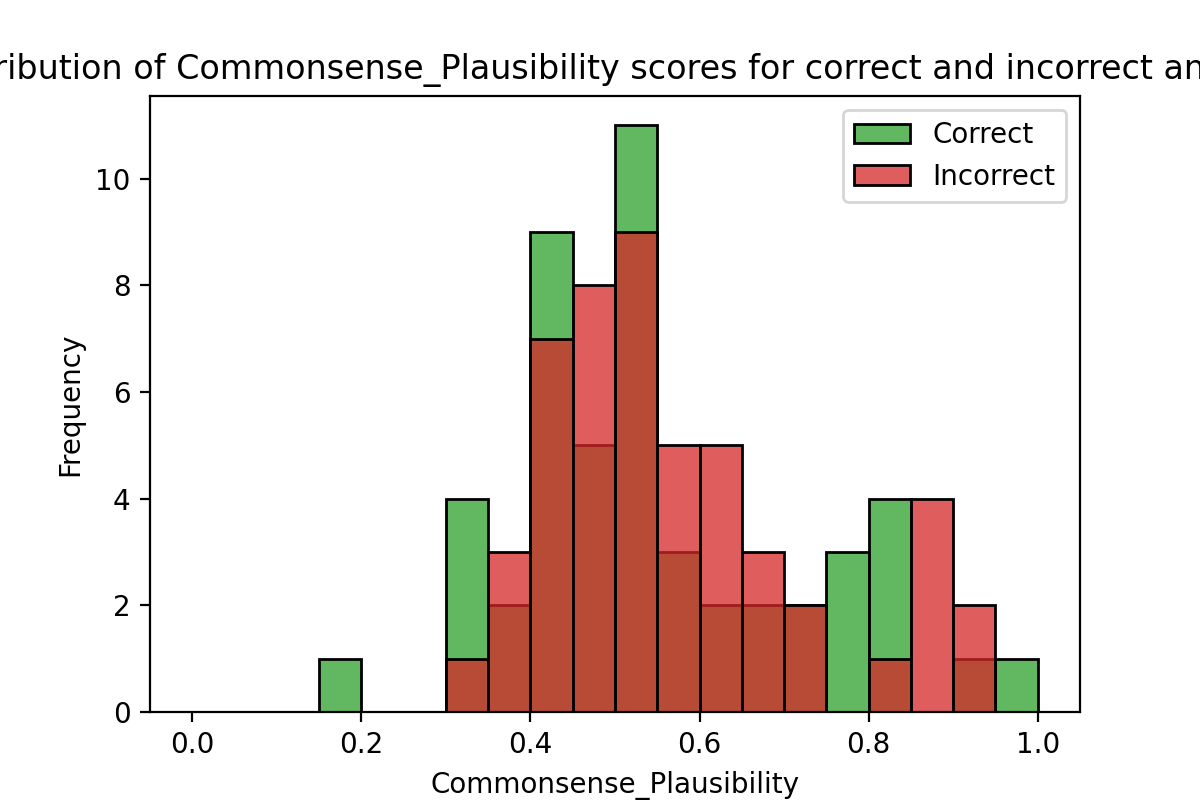 ribution of Commonsense_Plausibility scores for correct and incorrect an
Correct
Incorrect
10
8
6
4
2
0
Frequency
0.0 0.2 0.4 0.6 0.8 1.0
Commonsense_Plausibility